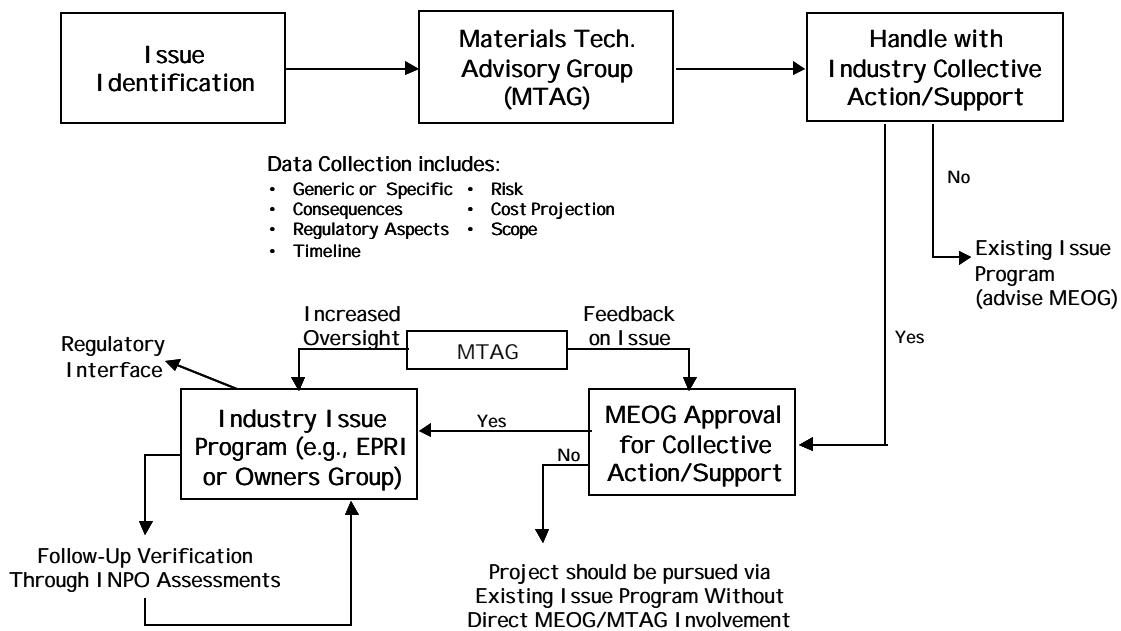 Issue
Identification
Materials Tech.
Advisory Group
(MTAG)
Handle with
Industry Collective
Action/Support
Data Collection includes:
• Generic or Specific • Risk
• Consequences • Cost Projection
• Regulatory Aspects • Scope
• Timeline
No
Existing Issue
Program
(advise MEOG)
Yes
Increased
Oversight
MTAG
Feedback
on Issue
Regulatory
Interface
Industry Issue
Program (e.g., EPRI
or Owners Group)
Yes
No
MEOG Approval
for Collective
Action/Support
Follow-Up Verification
Through INPO Assessments
Project should be pursued via
Existing Issue Program Without
Direct MEOG/MTAG Involvement